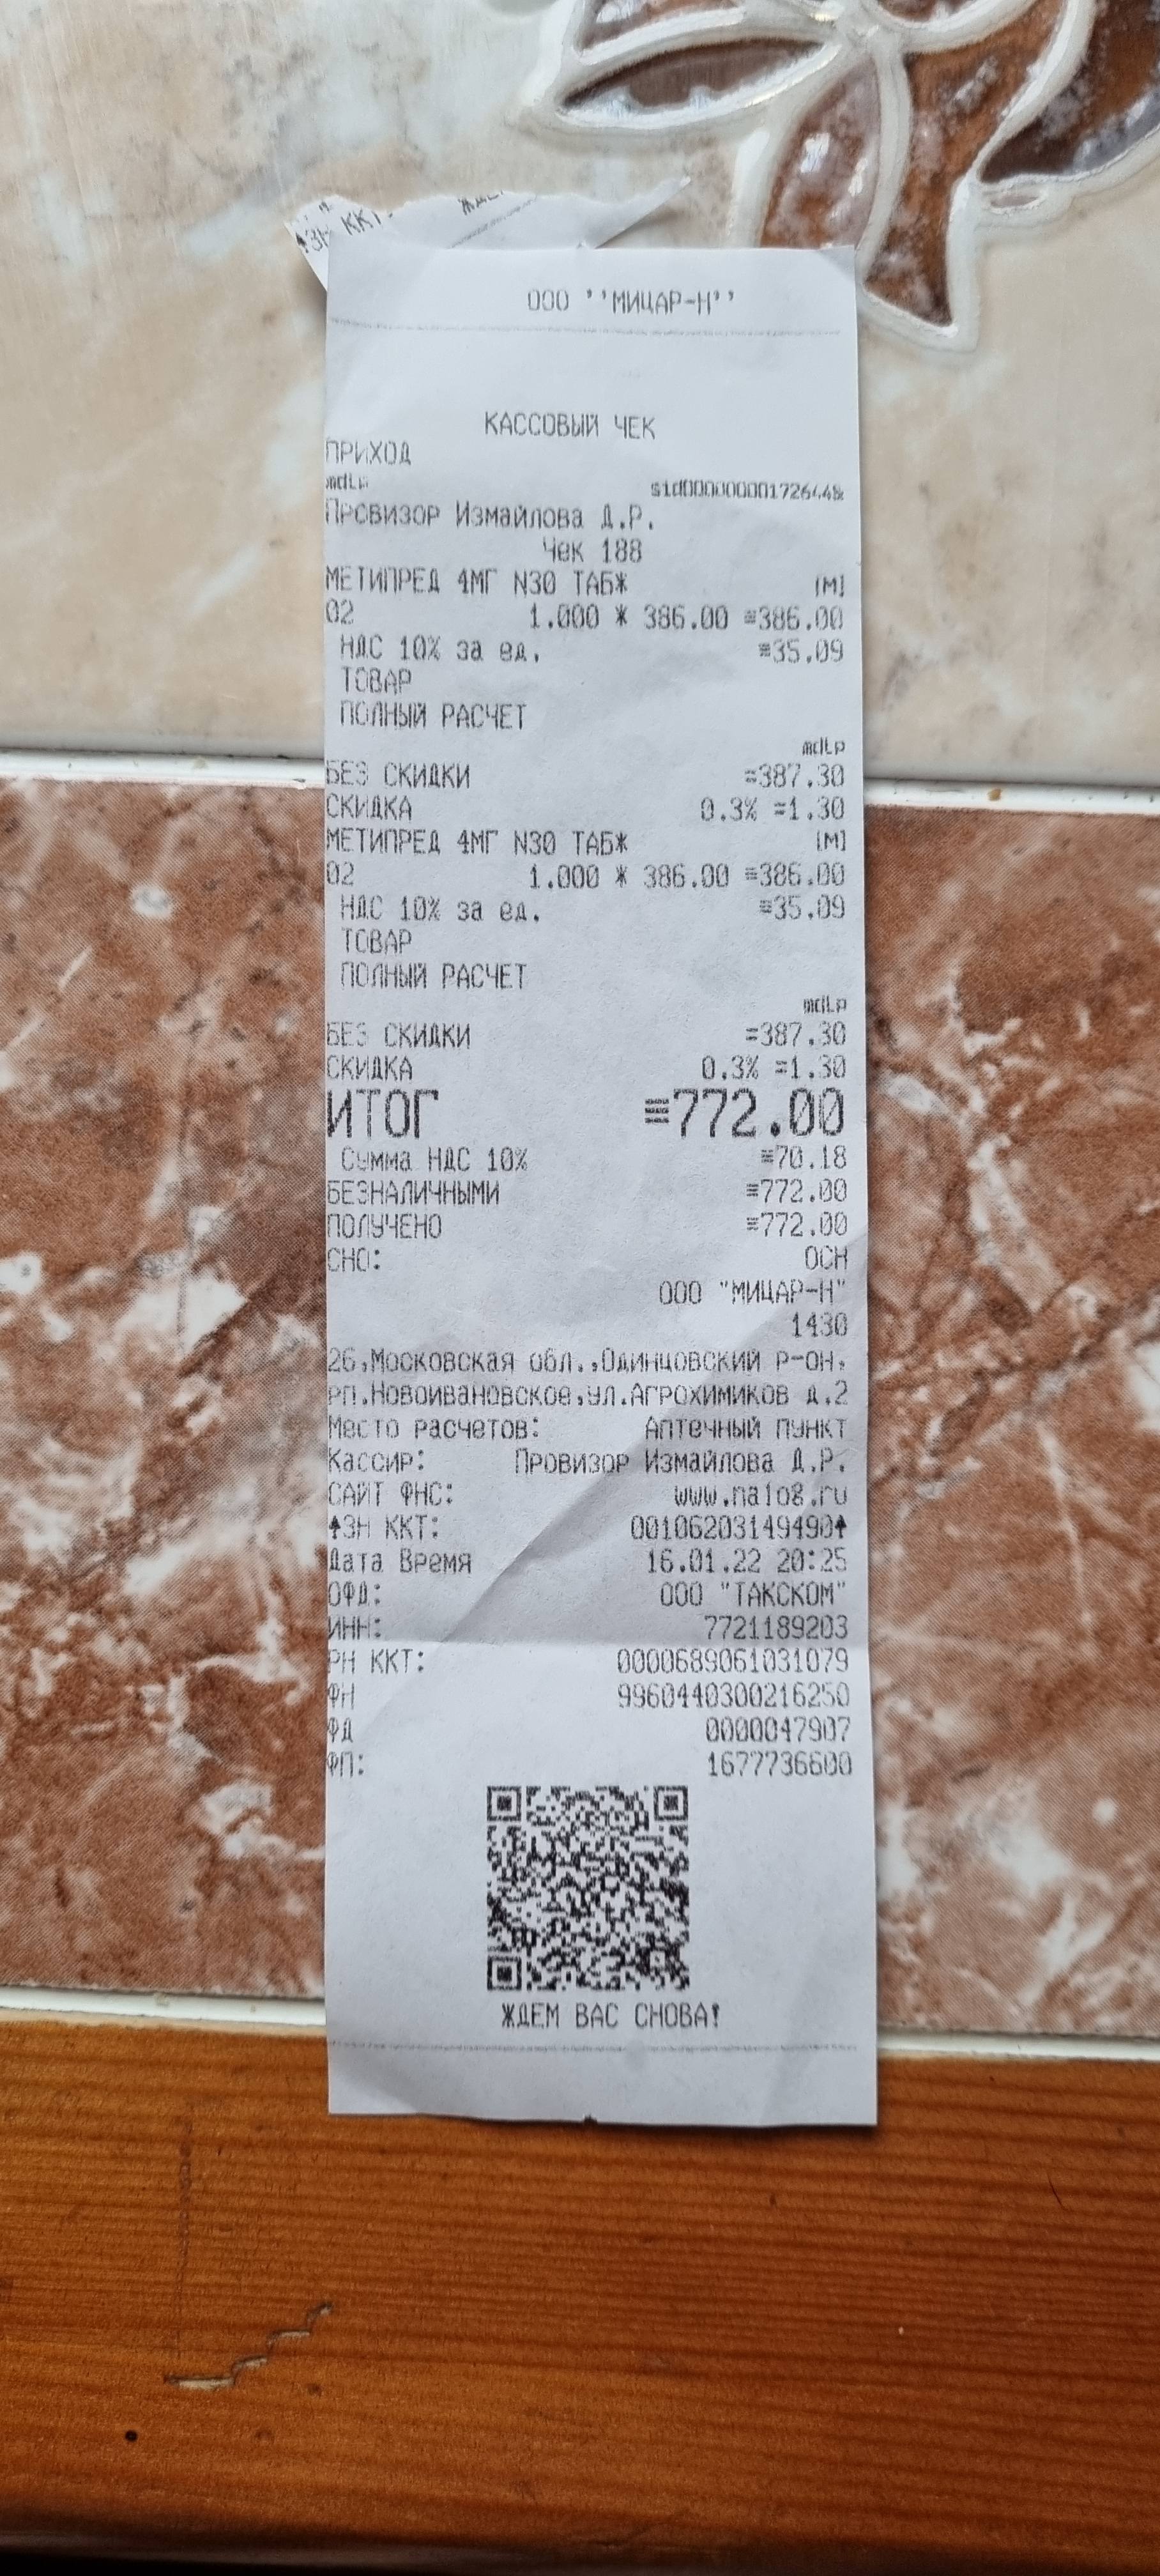 ↑ЗН ККТ:
ООО ''МИЦАР-Н''
КАССОВЫЙ ЧЕК
ПРИХОД
mdlp sid00000000172644&
Провизор Измайлова Д.Р.
Чек 188
МЕТИПРЕД 4МГ N30 ТАБ* [М]
02 1.000 * 386.00 ≡386.00
НДС 10% за ед. ≡35.09
ТОВАР
ПОЛНЫЙ РАСЧЕТ
mdlp
БЕЗ СКИДКИ =387.30
СКИДКА 0.3% =1.30
МЕТИПРЕД 4МГ N30 ТАБ* [М]
02 1.000 * 386.00 ≡386.00
НДС 10% за ед. ≡35.09
ТОВАР
ПОЛНЫЙ РАСЧЕТ
mdlp
БЕЗ СКИДКИ =387.30
СКИДКА 0.3% =1.30
ИТОГ ≡772.00
Сумма НДС 10% ≡70.18
БЕЗНАЛИЧНЫМИ ≡772.00
ПОЛУЧЕНО ≡772.00
СНО: ОСН
ООО "МИЦАР-Н"
1430
26,Московская обл.,Одинцовский р-он,
рп.Новоивановское,ул.Агрохимиков д.2
Место расчетов: Аптечный пункт
Кассир: Провизор Измайлова Д.Р.
САЙТ ФНС: www.nalog.ru
↑ЗН ККТ: 00106203149490↑
Дата Время 16.01.22 20:25
ОФД: ООО "ТАКСКОМ"
ИНН: 7721189203
РН ККТ: 0000689061031079
ФН 9960440300216250
ФД 0000047907
ФП: 1677736600
ЖДЕМ ВАС СНОВА!